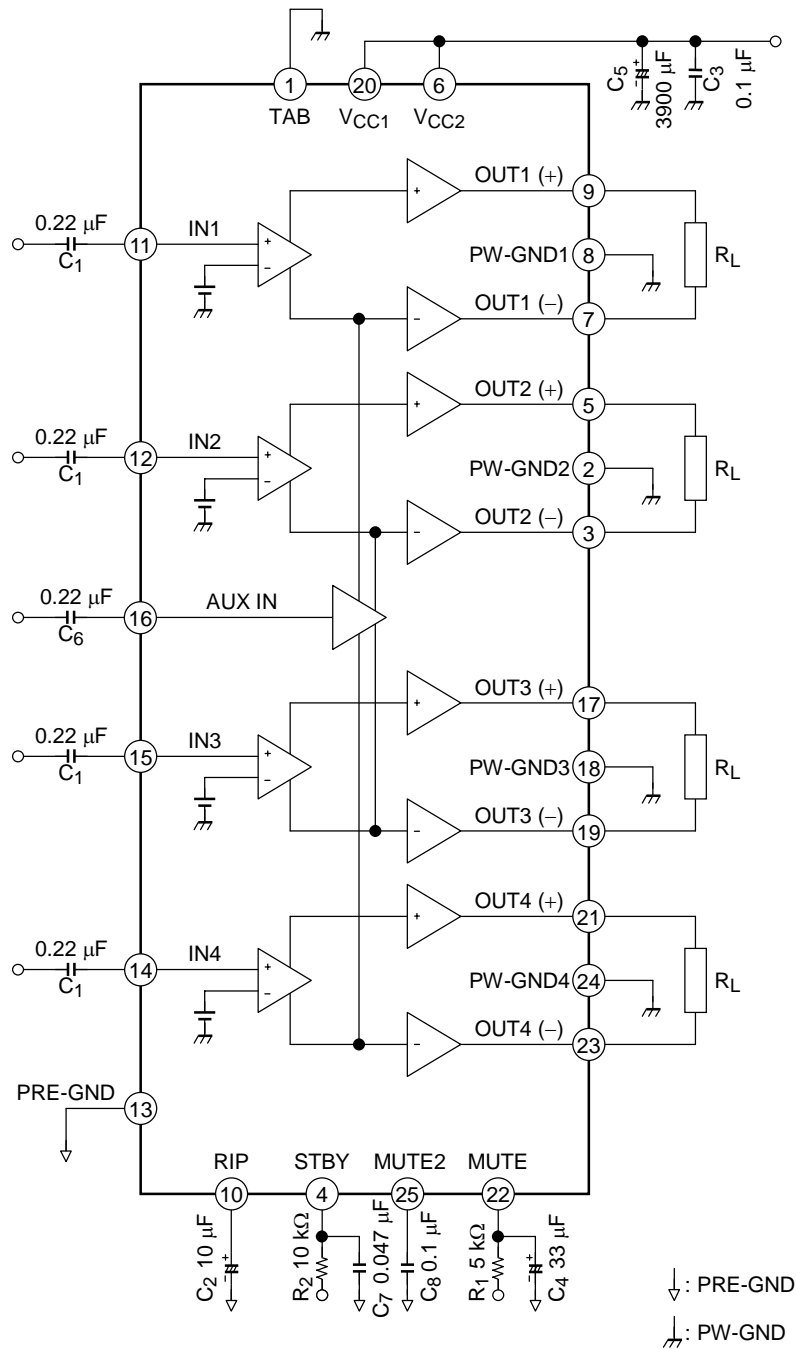 1
TAB
20
VCC1
6
VCC2
C5
3900 µF
C3
0.1 µF
0.22 µF
C1
11
IN1
+
−
+
OUT1 (+)
9
PW-GND1
8
RL
−
OUT1 (−)
7
0.22 µF
C1
12
IN2
+
−
+
OUT2 (+)
5
PW-GND2
2
RL
−
OUT2 (−)
3
0.22 µF
C6
16
AUX IN
0.22 µF
C1
15
IN3
+
−
+
OUT3 (+)
17
PW-GND3
18
RL
−
OUT3 (−)
19
0.22 µF
C1
14
IN4
+
−
+
OUT4 (+)
21
PW-GND4
24
RL
−
OUT4 (−)
23
PRE-GND
13
RIP
10
STBY
4
MUTE2
25
MUTE
22
C2 10 µF
R2 10 kΩ
C7 0.047 µF
C8 0.1 µF
R1 5 kΩ
C4 33 µF
: PRE-GND
: PW-GND